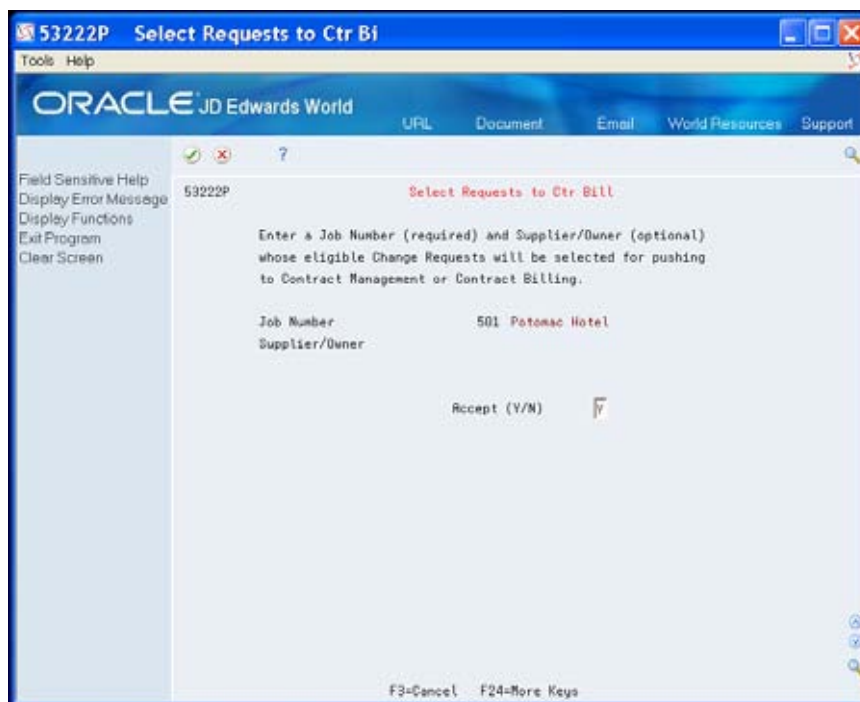 53222P Select Requests to Ctr Bi
Tools Help
ORACLE JD Edwards World
URL Document Email World Resources Support
?
Field Sensitive Help
Display Error Message
Display Functions
Exit Program
Clear Screen
53222P Select Requests to Ctr Bill
Enter a Job Number (required) and Supplier/Owner (optional)
whose eligible Change Requests will be selected for pushing
to Contract Management or Contract Billing.
Job Number 501 Potomac Hotel
Supplier/Owner
Accept (Y/N) Y
F3=Cancel F24=More Keys